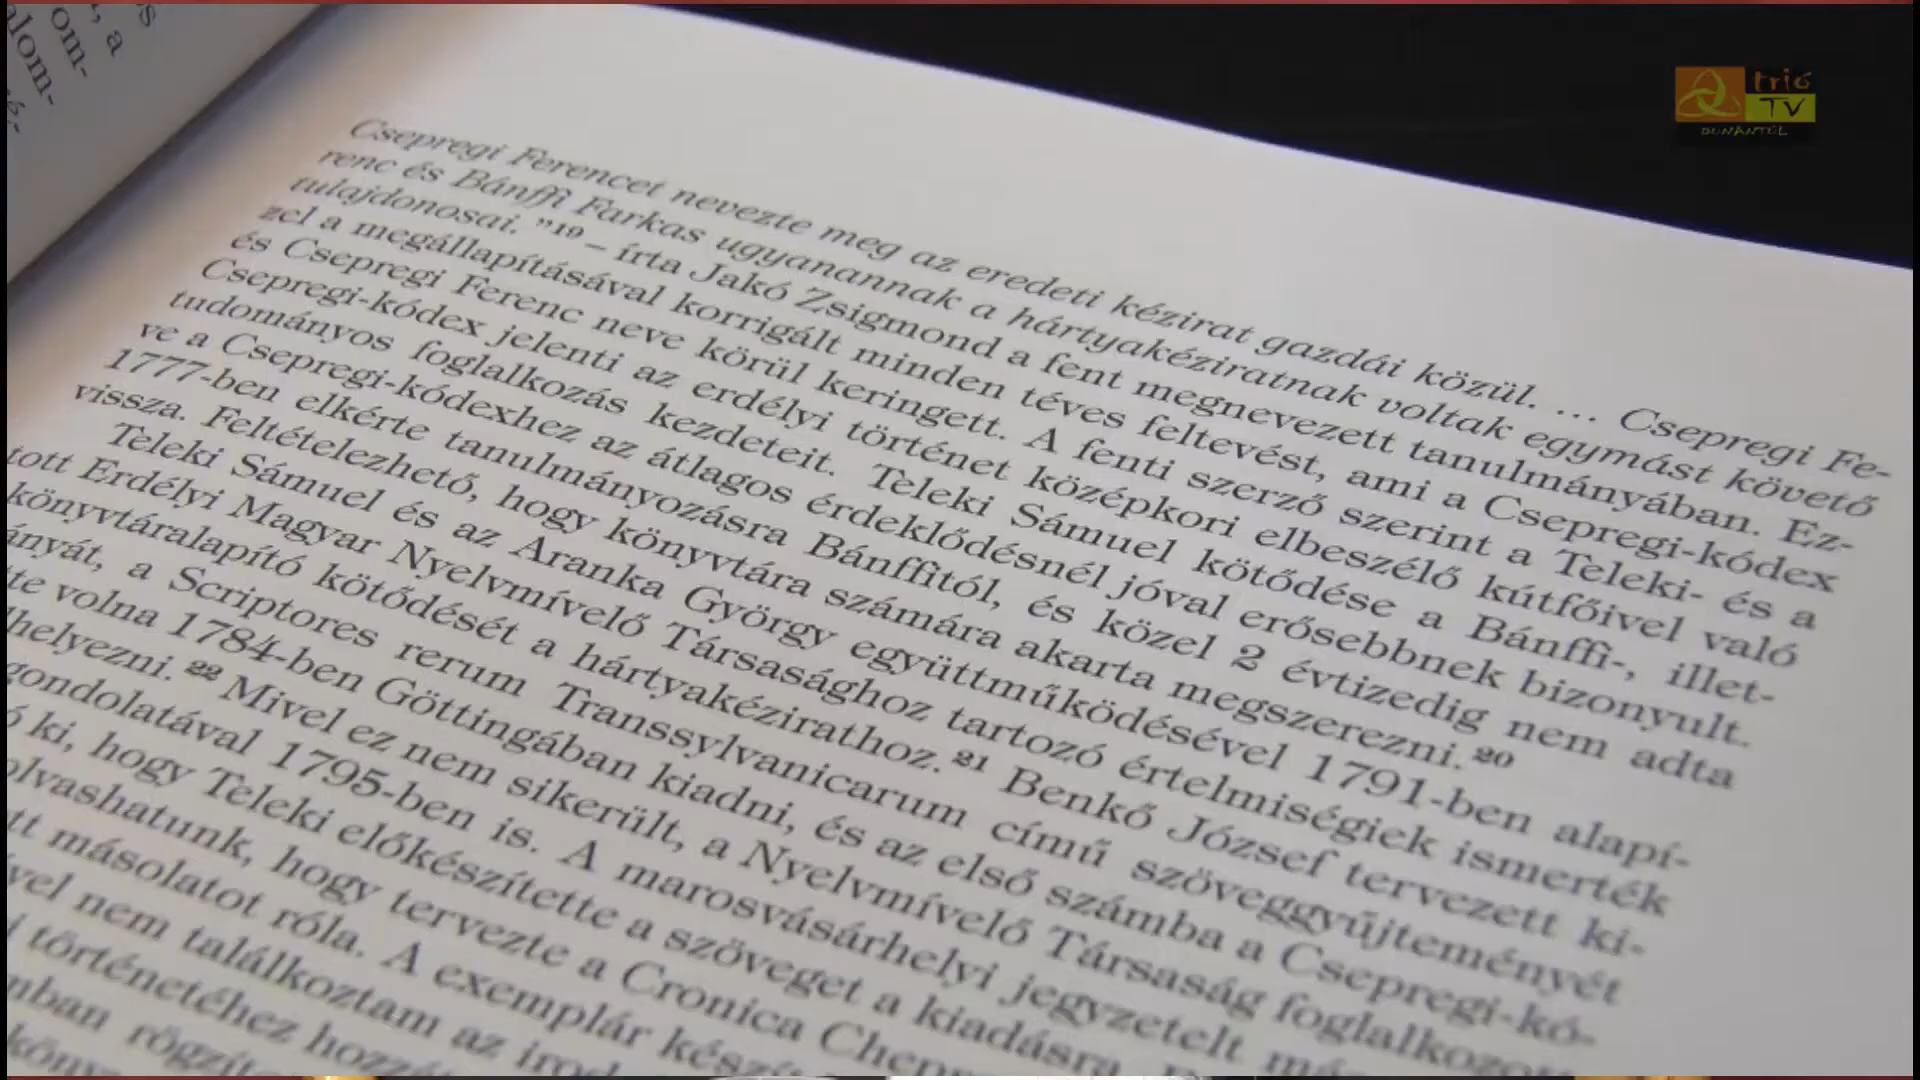 s
, a
om-
alom-
é-
trió
TV
DUNÁNTÚL
Csepregi Ferencet nevezte meg az eredeti kézirat gazdái közül. ... Csepregi Fe-
renc és Bánffi Farkas ugyanannak a hártyakéziratnak voltak egymást követő
tulajdonosai.”19 – írta Jakó Zsigmond a fent megnevezett tanulmányában. Ez-
zel a megállapításával korrigált minden téves feltevést, ami a Csepregi-kódex
és Csepregi Ferenc neve körül keringett. A fenti szerző szerint a Teleki- és a
Csepregi-kódex jelenti az erdélyi történet középkori elbeszélő kútfőivel való
tudományos foglalkozás kezdeteit. Teleki Sámuel kötődése a Bánffi-, illet-
ve a Csepregi-kódexhez az átlagos érdeklődésnél jóval erősebbnek bizonyult.
1777-ben elkérte tanulmányozásra Bánffitól, és közel 2 évtizedig nem adta
vissza. Feltételezhető, hogy könyvtára számára akarta megszerezni.20
Teleki Sámuel és az Aranka György együttműködésével 1791-ben alapí-
tott Erdélyi Magyar Nyelvmívelő Társasághoz tartozó értelmiségiek ismerték
könyvtáralapító kötődését a hártyakézirathoz.21 Benkő József tervezett ki-
ányát, a Scriptores rerum Transsylvanicarum című szöveggyűjteményét
te volna 1784-ben Göttingában kiadni, és az első számba a Csepregi-kó-
helyezni.22 Mivel ez nem sikerült, a Nyelvmívelő Társaság foglalkozott
gondolatával 1795-ben is. A marosvásárhelyi jegyzetelt
ó ki, hogy Teleki előkészítette a szöveget a kiadásra.
olvashatunk, hogy tervezte a Cronica
tt másolatot róla. A exemplár
vel nem találkoztam az
történetéhez
nban